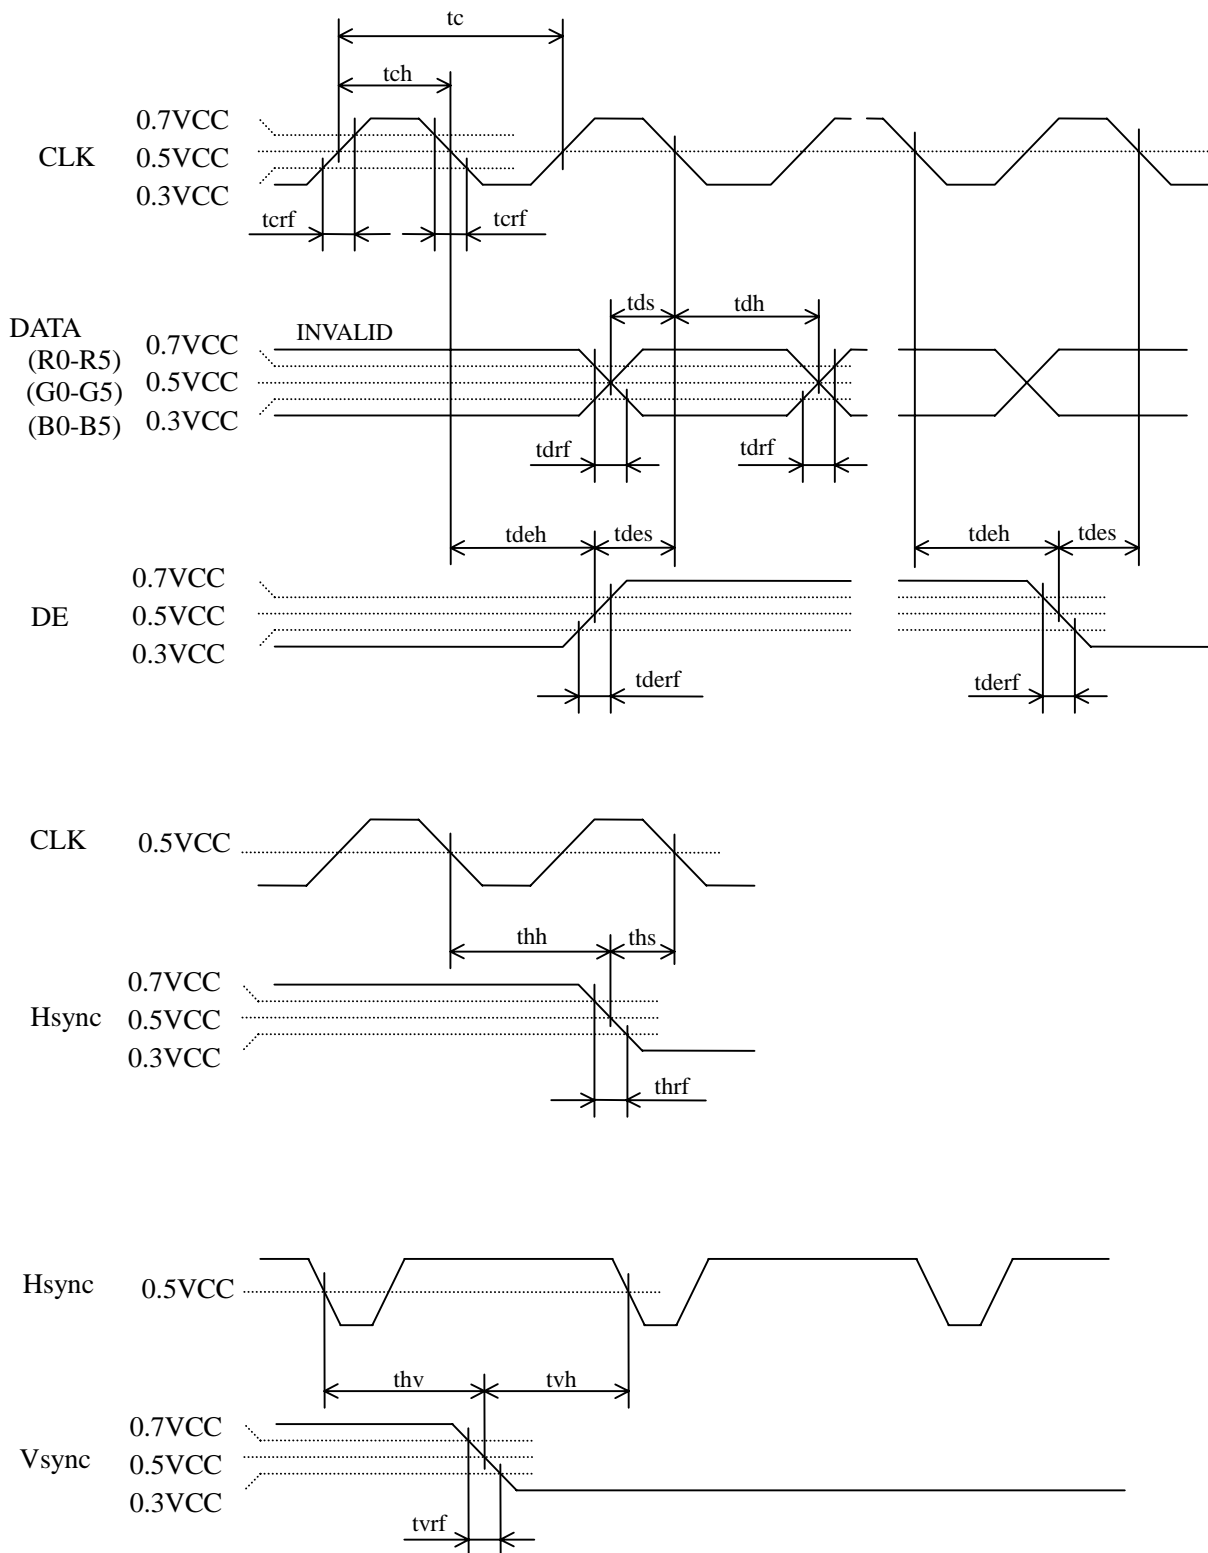 tc
tch
0.7VCC
CLK
0.5VCC
0.3VCC
tcrf
tcrf
tds
tdh
DATA
INVALID
0.7VCC
(R0-R5)
0.5VCC
(G0-G5)
0.3VCC
(B0-B5)
tdrf
tdrf
tdeh
tdes
tdeh
tdes
0.7VCC
DE
0.5VCC
0.3VCC
tderf
tderf
CLK
0.5VCC
thh
ths
0.7VCC
Hsync
0.5VCC
0.3VCC
thrf
Hsync
0.5VCC
thv
tvh
0.7VCC
Vsync
0.5VCC
0.3VCC
tvrf